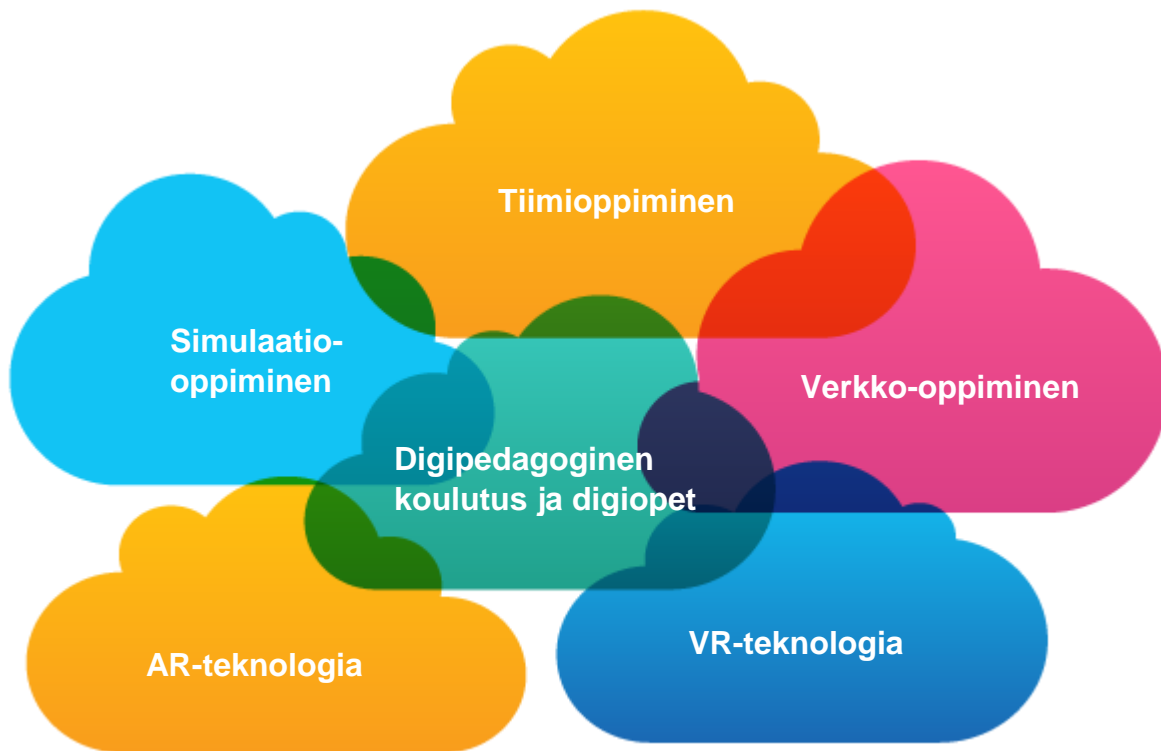 Tiimioppiminen
Simulaatio-
oppiminen
Verkko-oppiminen
Digipedagoginen
koulutus ja digiopet
VR-teknologia
AR-teknologia